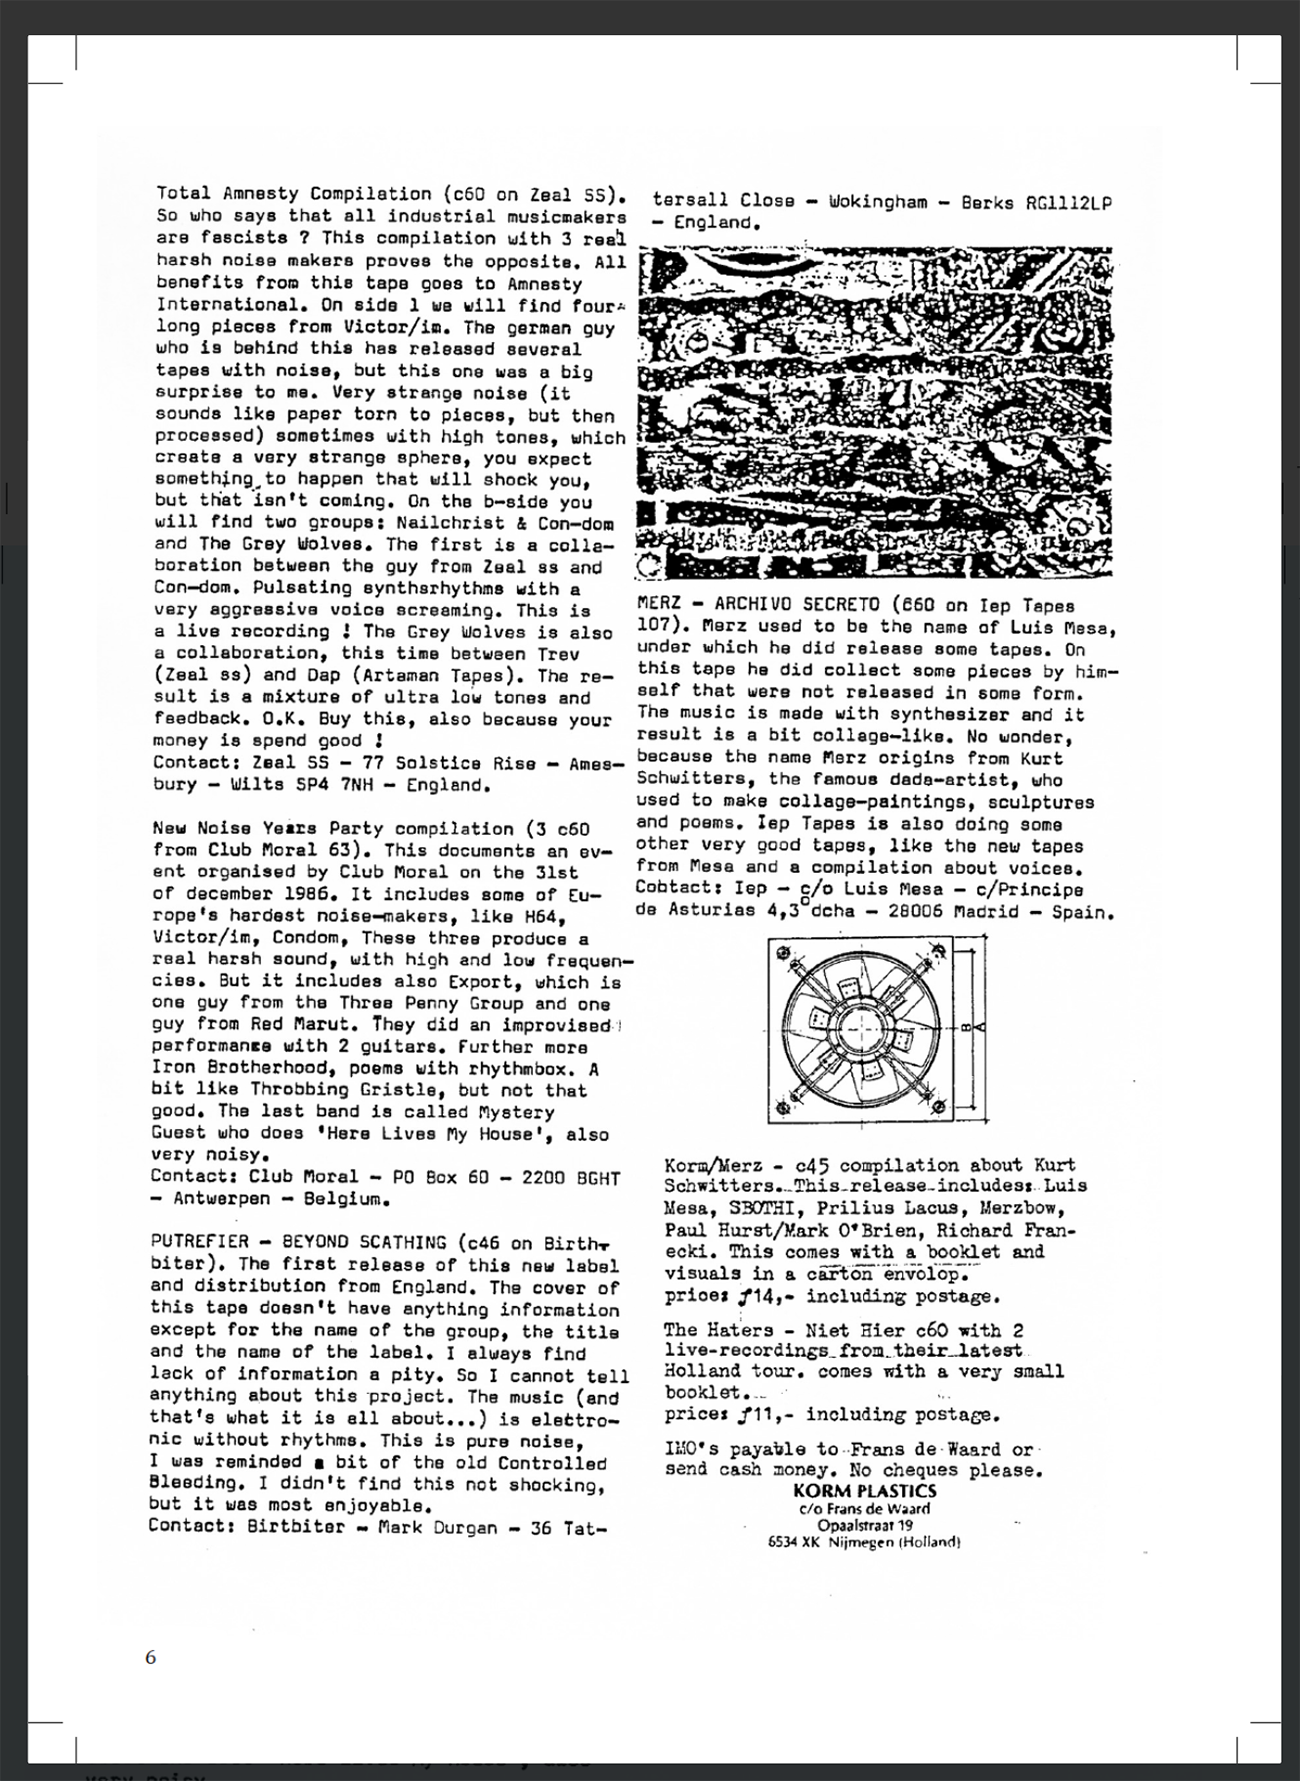 Total Amnesty Compilation (c60 on Zeal SS).
So who says that all industrial musicmakers
are fascists ? This compilation with 3 real
harsh noise makers proves the opposite. All
benefits from this tape goes to Amnesty
International. On side 1 we will find four
long pieces from Victor/im. The german guy
who is behind this has released several
tapes with noise, but this one was a big
surprise to me. Very strange noise (it
sounds like paper torn to pieces, but then
processed) sometimes with high tones, which
create a very strange sphere, you expect
something to happen that will shock you,
but that isn't coming. On the b-side you
will find two groups: Nailchrist & Con-dom
and The Grey Wolves. The first is a colla-
boration between the guy from Zeal ss and
Con-dom. Pulsating synthsrhythms with a
very aggressive voice screaming. This is
a live recording ! The Grey Wolves is also
a collaboration, this time between Trev
(Zeal ss) and Dap (Artaman Tapes). The re-
sult is a mixture of ultra low tones and
feedback. O.K. Buy this, also because your
money is spend good !
Contact: Zeal SS - 77 Solstice Rise - Ames-
bury - Wilts SP4 7NH - England.
New Noise Years Party compilation (3 c60
from Club Moral 63). This documents an ev-
ent organised by Club Moral on the 31st
of december 1986. It includes some of Eu-
rope's hardest noise-makers, like H64,
Victor/im, Condom, These three produce a
real harsh sound, with high and low frequen-
cies. But it includes also Export, which is
one guy from the Three Penny Group and one
guy from Red Marut. They did an improvised
performance with 2 guitars. Further more
Iron Brotherhood, poems with rhythmbox. A
bit like Throbbing Gristle, but not that
good. The last band is called Mystery
Guest who does 'Here Lives My House', also
very noisy.
Contact: Club Moral - PO Box 60 - 2200 BGHT
- Antwerpen - Belgium.
PUTREFIER - BEYOND SCATHING (c46 on Birth-
biter). The first release of this new label
and distribution from England. The cover of
this tape doesn't have anything information
except for the name of the group, the title
and the name of the label. I always find
lack of information a pity. So I cannot tell
anything about this project. The music (and
that's what it is all about...) is electro-
nic without rhythms. This is pure noise,
I was reminded a bit of the old Controlled
Bleeding. I didn't find this not shocking,
but it was most enjoyable.
Contact: Birtbiter - Mark Durgan - 36 Tat-
tersall Close - Wokingham - Berks RG1112LP
- England.
MERZ - ARCHIVO SECRETO (660 on Iep Tapes
107). Merz used to be the name of Luis Mesa,
under which he did release some tapes. On
this tape he did collect some pieces by him-
self that were not released in some form.
The music is made with synthesizer and it
result is a bit collage-like. No wonder,
because the name Merz origins from Kurt
Schwitters, the famous dada-artist, who
used to make collage-paintings, sculptures
and poems. Iep Tapes is also doing some
other very good tapes, like the new tapes
from Mesa and a compilation about voices.
Cobtact: Iep - c/o Luis Mesa - c/Principe
de Asturias 4,3°dcha - 28006 Madrid - Spain.
B A
Korm/Merz - c45 compilation about Kurt
Schwitters. This release includes: Luis
Mesa, SBOTHI, Prilius Lacus, Merzbow,
Paul Hurst/Mark O'Brien, Richard Fran-
ecki. This comes with a booklet and
visuals in a carton envolop.
price: ƒ14,- including postage.
The Haters - Niet Hier c60 with 2
live-recordings from their latest
Holland tour. comes with a very small
booklet.
price: ƒ11,- including postage.
IMO's payable to Frans de Waard or
send cash money. No cheques please.
KORM PLASTICS
c/o Frans de Waard
Opaalstraat 19
6534 XK Nijmegen (Holland)
6